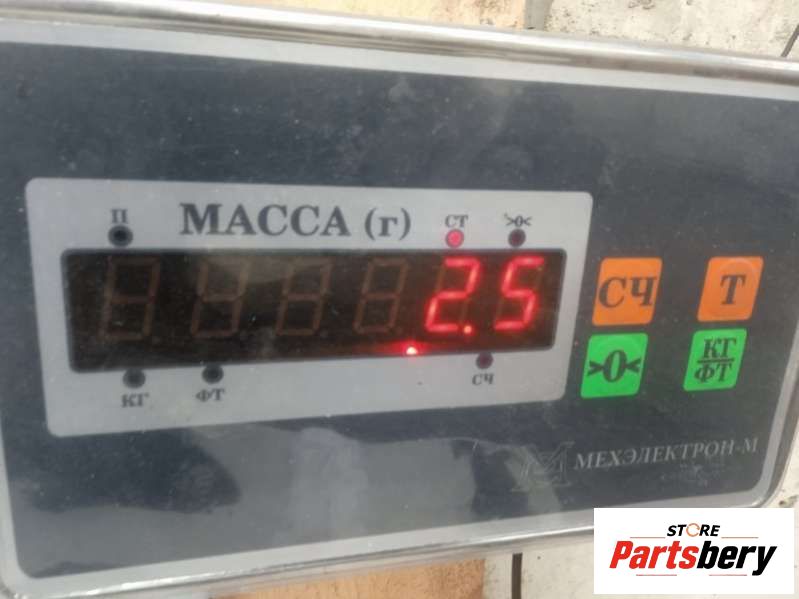 П МАССА (г) СТ >0<
2.5
КГ ФТ СЧ
СЧ Т
>0< КГ/ФТ
МЕХЭЛЕКТРОН-М
STORE
Partsbery